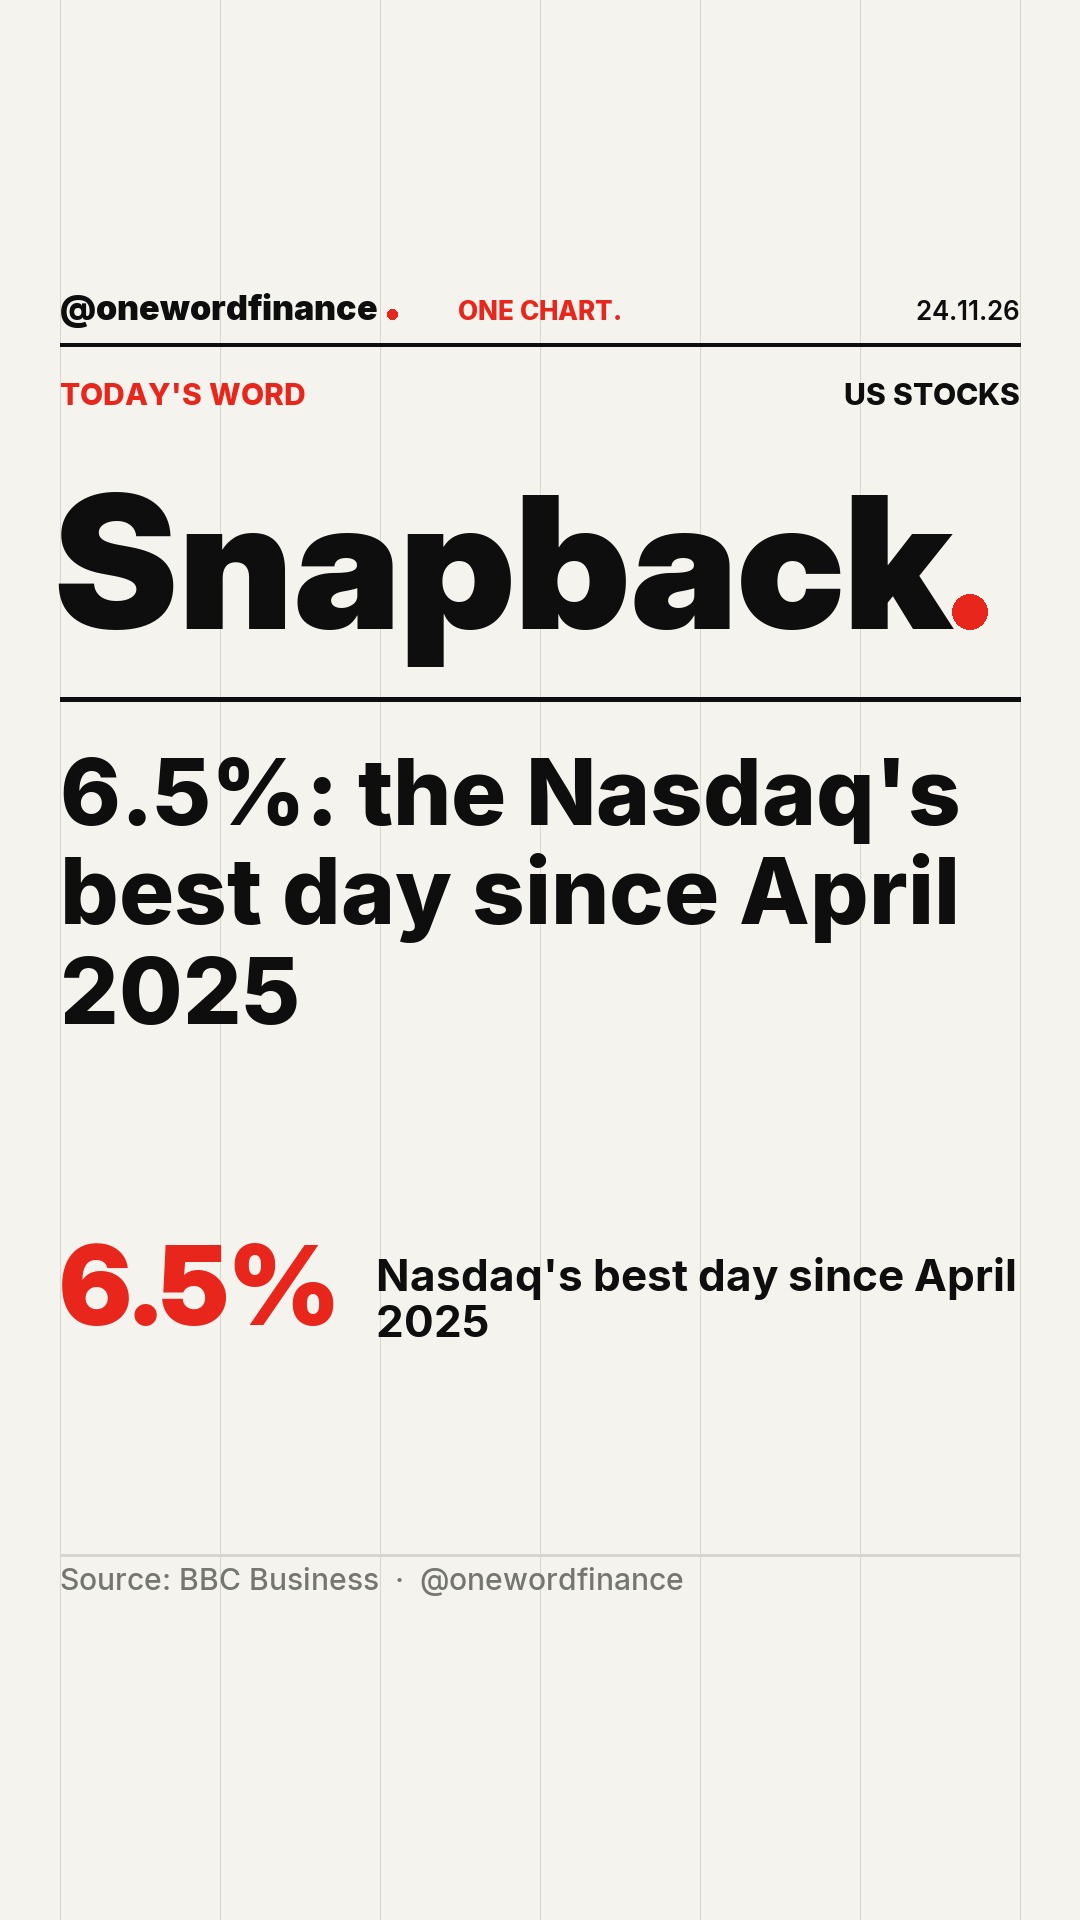 @onewordfinance ONE CHART. 24.11.26
TODAY'S WORD US STOCKS
Snapback.
6.5%: the Nasdaq's
best day since April
2025
6.5% Nasdaq's best day since April
2025
Source: BBC Business · @onewordfinance